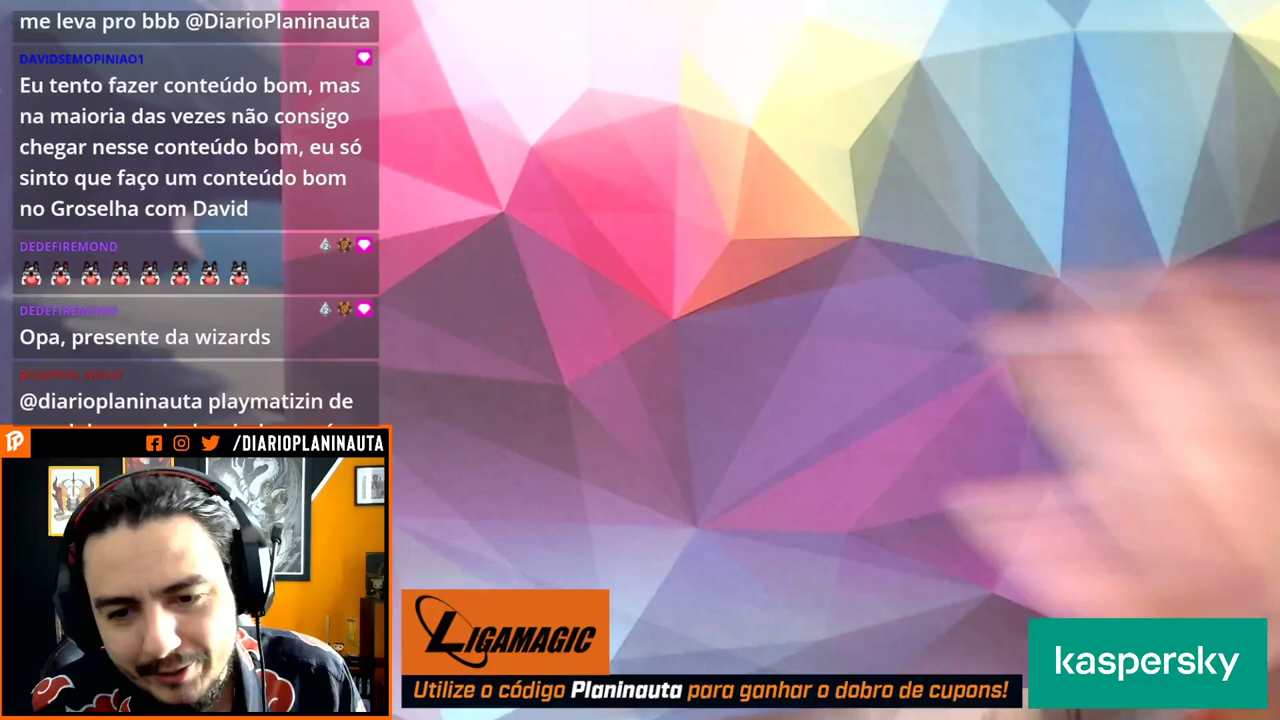 me leva pro bbb @DiarioPlaninauta
DAVIDSEMOPINIAO1
Eu tento fazer conteúdo bom, mas
na maioria das vezes não consigo
chegar nesse conteúdo bom, eu só
sinto que faço um conteúdo bom
no Groselha com David
DEDEFIREMOND
DEDEFIREMOND
Opa, presente da wizards
@diarioplaninauta playmatizin de
/DIARIOPLANINAUTA
LIGAMAGIC
Utilize o código Planinauta para ganhar o dobro de cupons!
kaspersky